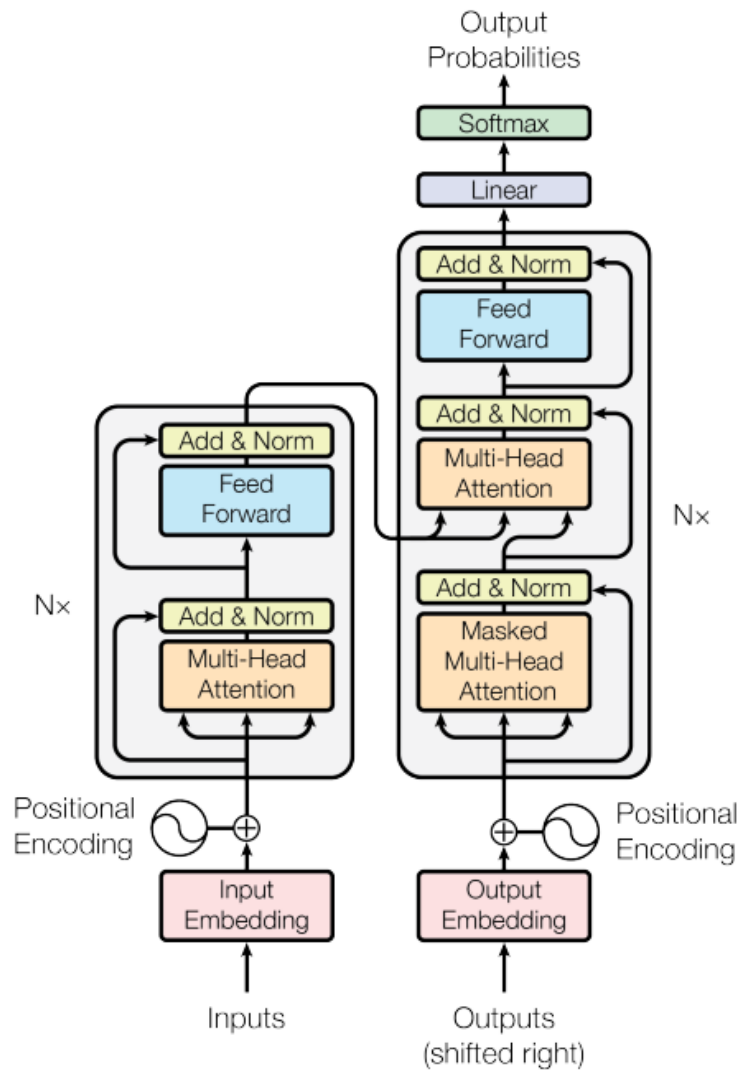 Output
Probabilities
Softmax
Linear
Add & Norm
Feed
Forward
Add & Norm
Multi-Head
Attention
Nx
Add & Norm
Masked
Multi-Head
Attention
Add & Norm
Feed
Forward
Nx
Add & Norm
Multi-Head
Attention
Positional
Encoding
Positional
Encoding
Input
Embedding
Output
Embedding
Inputs
Outputs
(shifted right)